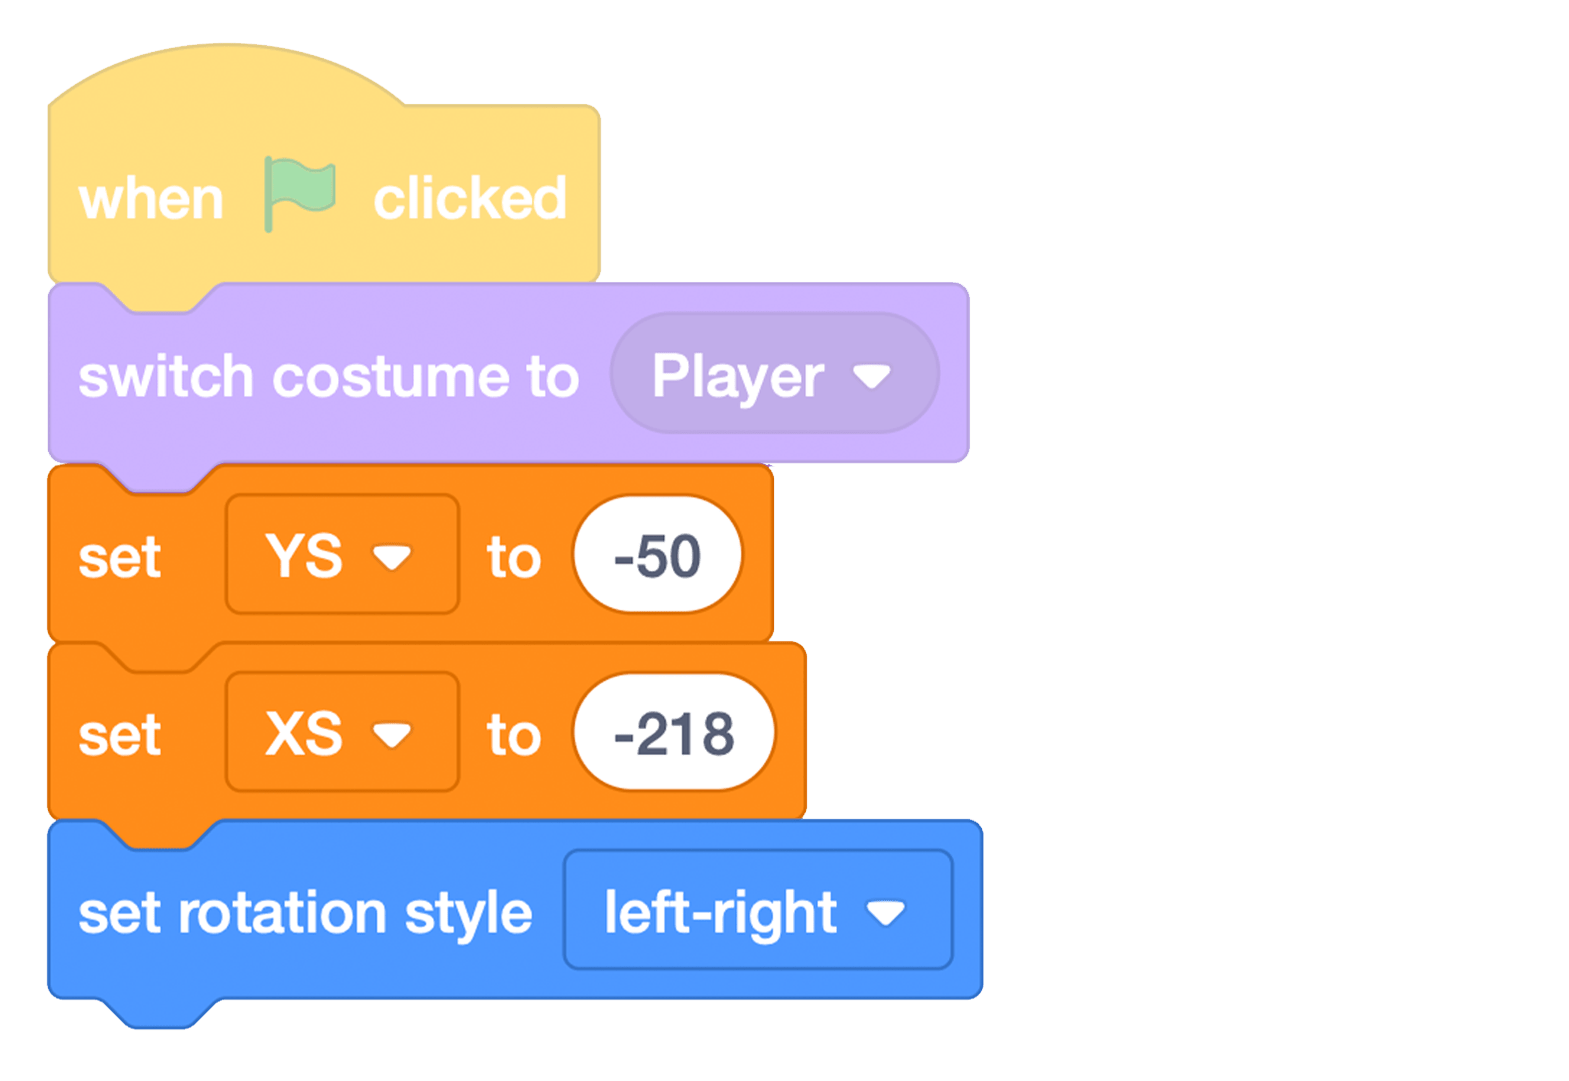 when clicked
switch costume to Player
set YS to -50
set XS to -218
set rotation style left-right